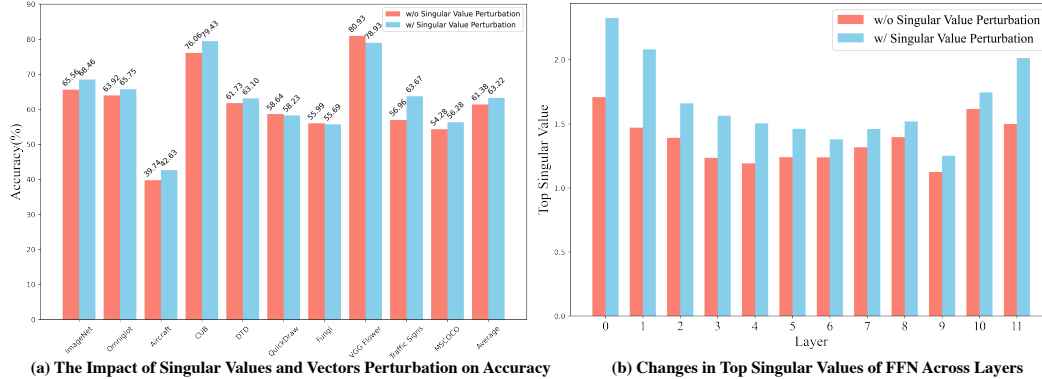 90
80
70
60
50
40
30
20
10
0
Accuracy(%)
w/o Singular Value Perturbation
w/ Singular Value Perturbation
65.56
68.46
63.92
65.75
39.74
42.63
76.06
79.43
61.73
63.10
58.64
58.23
55.99
55.69
80.93
78.93
56.96
63.67
54.28
56.28
61.38
63.22
ImageNet
Omniglot
Aircraft
CUB
DTD
QuickDraw
Fungi
VGG Flower
Traffic Signs
MSCOCO
Average
(a) The Impact of Singular Values and Vectors Perturbation on Accuracy
2.0
1.5
1.0
0.5
0.0
Top Singular Value
w/o Singular Value Perturbation
w/ Singular Value Perturbation
0 1 2 3 4 5 6 7 8 9 10 11
Layer
(b) Changes in Top Singular Values of FFN Across Layers